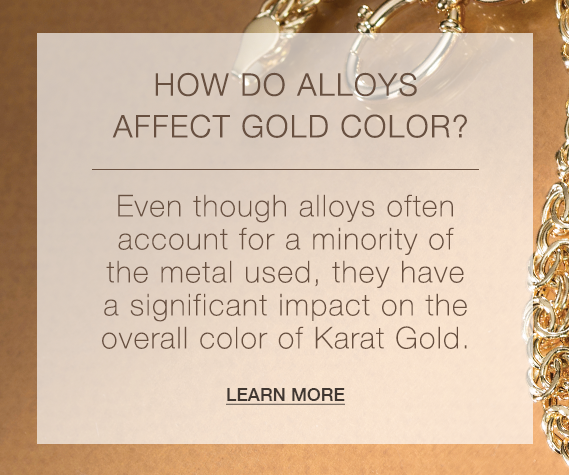 HOW DO ALLOYS
AFFECT GOLD COLOR?
Even though alloys often
account for a minority of
the metal used, they have
a significant impact on the
overall color of Karat Gold.
LEARN MORE